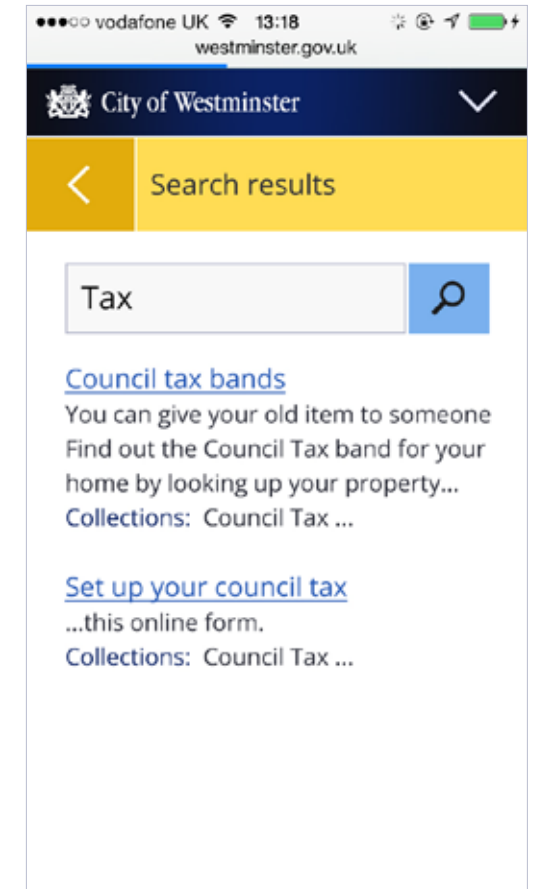 vodafone UK 13:18
westminster.gov.uk
City of Westminster
Search results
Tax
Council tax bands
You can give your old item to someone
Find out the Council Tax band for your
home by looking up your property...
Collections: Council Tax ...
Set up your council tax
...this online form.
Collections: Council Tax ...